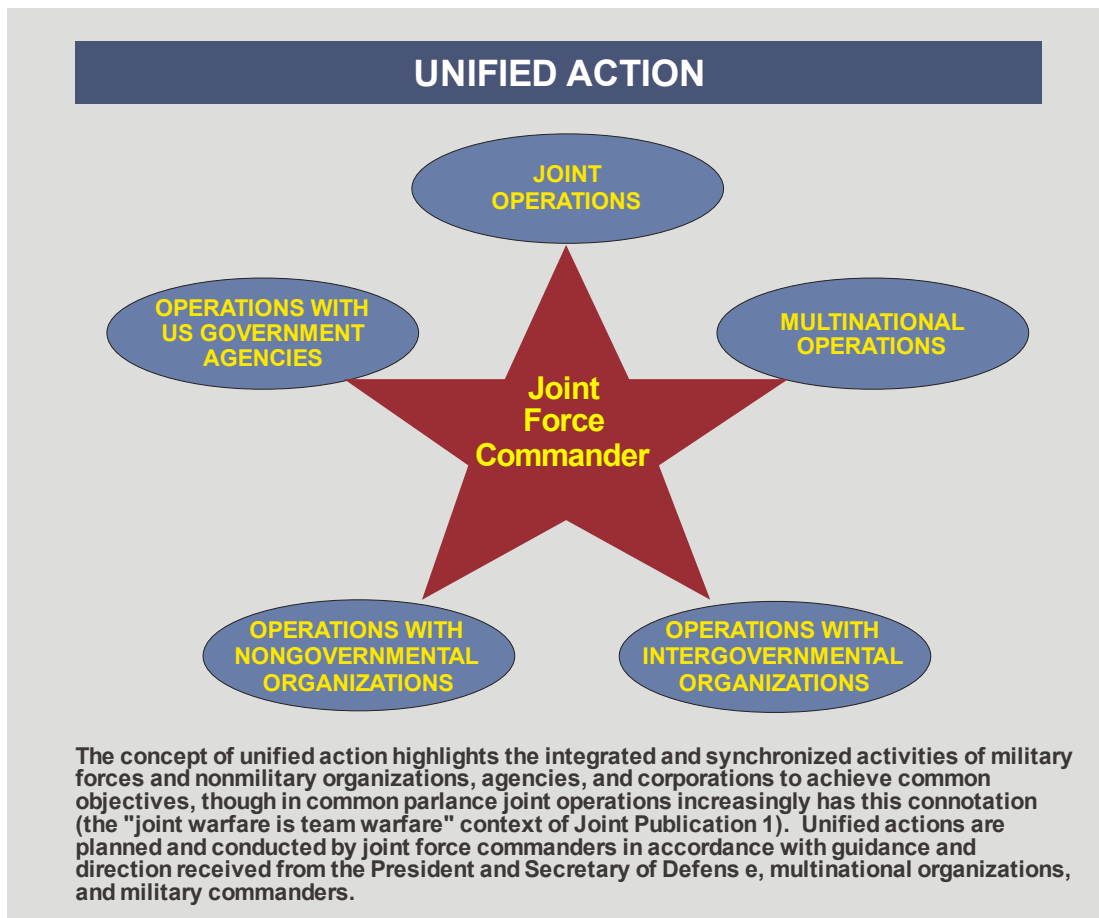 UNIFIED ACTION
JOINT
OPERATIONS
OPERATIONS WITH
US GOVERNMENT
AGENCIES
MULTINATIONAL
OPERATIONS
Joint
Force
Commander
OPERATIONS WITH
NONGOVERNMENTAL
ORGANIZATIONS
OPERATIONS WITH
INTERGOVERNMENTAL
ORGANIZATIONS
The concept of unified action highlights the integrated and synchronized activities of military
forces and nonmilitary organizations, agencies, and corporations to achieve common
objectives, though in common parlance joint operations increasingly has this connotation
(the "joint warfare is team warfare" context of Joint Publication 1).  Unified actions are
planned and conducted by joint force commanders in accordance with guidance and
direction received from the President and Secretary of Defens e, multinational organizations,
and military commanders.